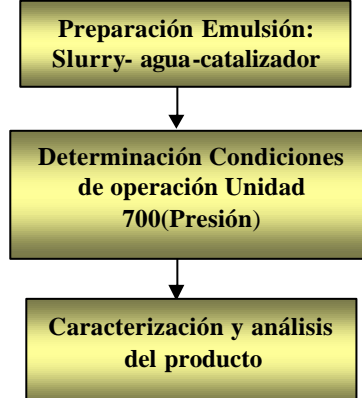 Preparación Emulsión:
Slurry- agua-catalizador
Determinación Condiciones
de operación Unidad
700(Presión)
Caracterización y análisis
del producto